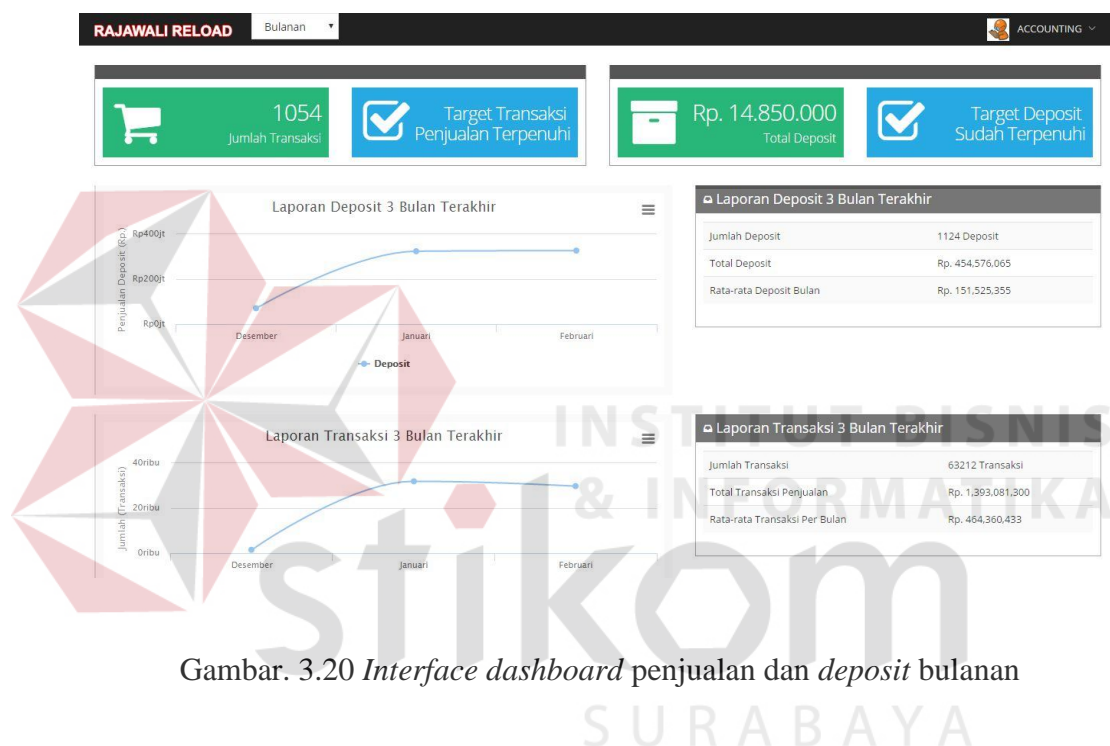 RAJAWALI RELOAD
Bulanan
ACCOUNTING
1054
Jumlah Transaksi
Target Transaksi
Penjualan Terpenuhi
Rp. 14.850.000
Total Deposit
Target Deposit
Sudah Terpenuhi
Laporan Deposit 3 Bulan Terakhir
Penjualan Deposit (Rp.)
Rp400jt
Rp200jt
Rp0jt
Desember Januari Februari
Deposit
Laporan Deposit 3 Bulan Terakhir
Jumlah Deposit 1124 Deposit
Total Deposit Rp. 454,576,065
Rata-rata Deposit Bulan Rp. 151,525,355
Laporan Transaksi 3 Bulan Terakhir
Jumlah (Transaksi)
40ribu
20ribu
0ribu
Desember Januari Februari
Laporan Transaksi 3 Bulan Terakhir
Jumlah Transaksi 63212 Transaksi
Total Transaksi Penjualan Rp. 1,393,081,300
Rata-rata Transaksi Per Bulan Rp. 464,360,433
INSTITUT BISNIS
& INFORMATIKA
stikom
SURABAYA
Gambar. 3.20 Interface dashboard penjualan dan deposit bulanan